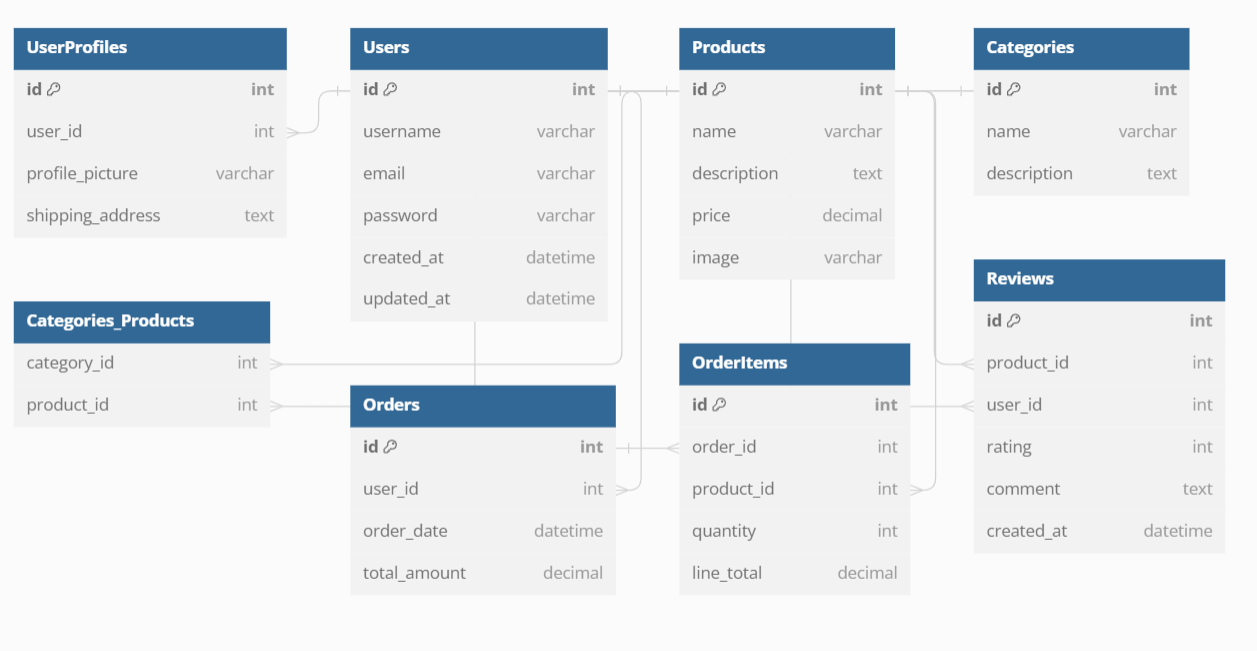 UserProfiles
id int
user_id int
profile_picture varchar
shipping_address text
Users
id int
username varchar
email varchar
password varchar
created_at datetime
updated_at datetime
Products
id int
name varchar
description text
price decimal
image varchar
Categories
id int
name varchar
description text
Categories_Products
category_id int
product_id int
Orders
id int
user_id int
order_date datetime
total_amount decimal
OrderItems
id int
order_id int
product_id int
quantity int
line_total decimal
Reviews
id int
product_id int
user_id int
rating int
comment text
created_at datetime